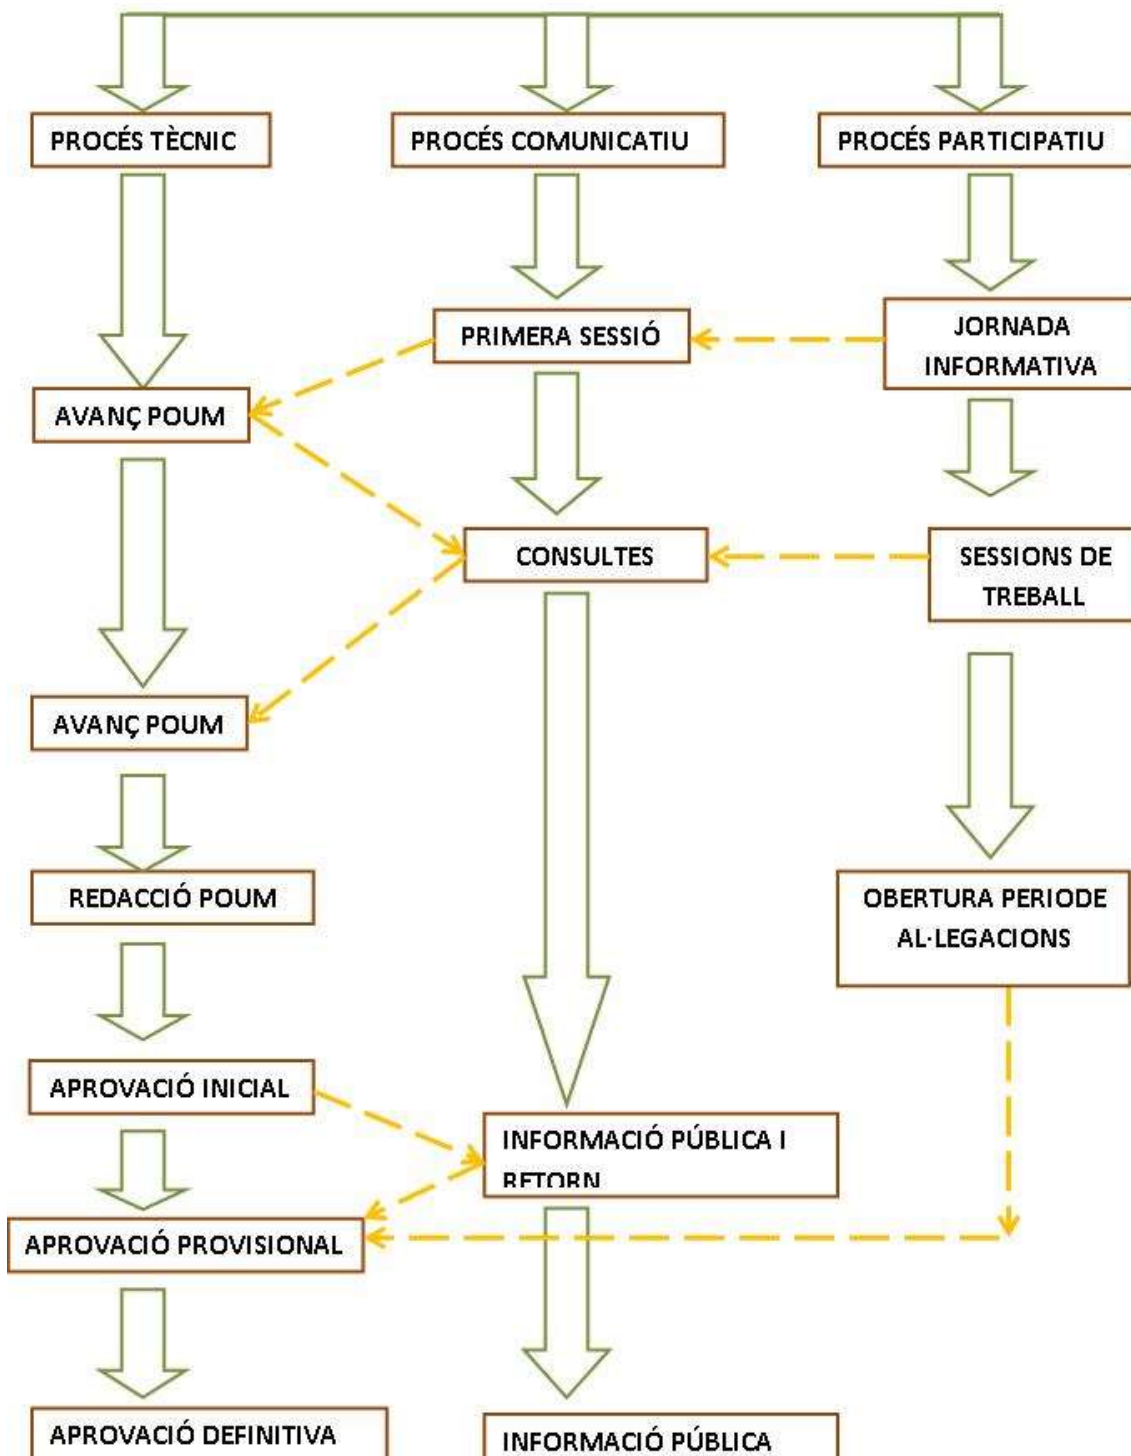 PROCÉS TÈCNIC
PROCÉS COMUNICATIU
PROCÉS PARTICIPATIU
PRIMERA SESSIÓ
JORNADA
INFORMATIVA
AVANÇ POUM
CONSULTES
SESSIONS DE
TREBALL
AVANÇ POUM
REDACCIÓ POUM
OBERTURA PERIODE
AL·LEGACIONS
APROVACIÓ INICIAL
INFORMACIÓ PÚBLICA I
RETORN
APROVACIÓ PROVISIONAL
APROVACIÓ DEFINITIVA
INFORMACIÓ PÚBLICA